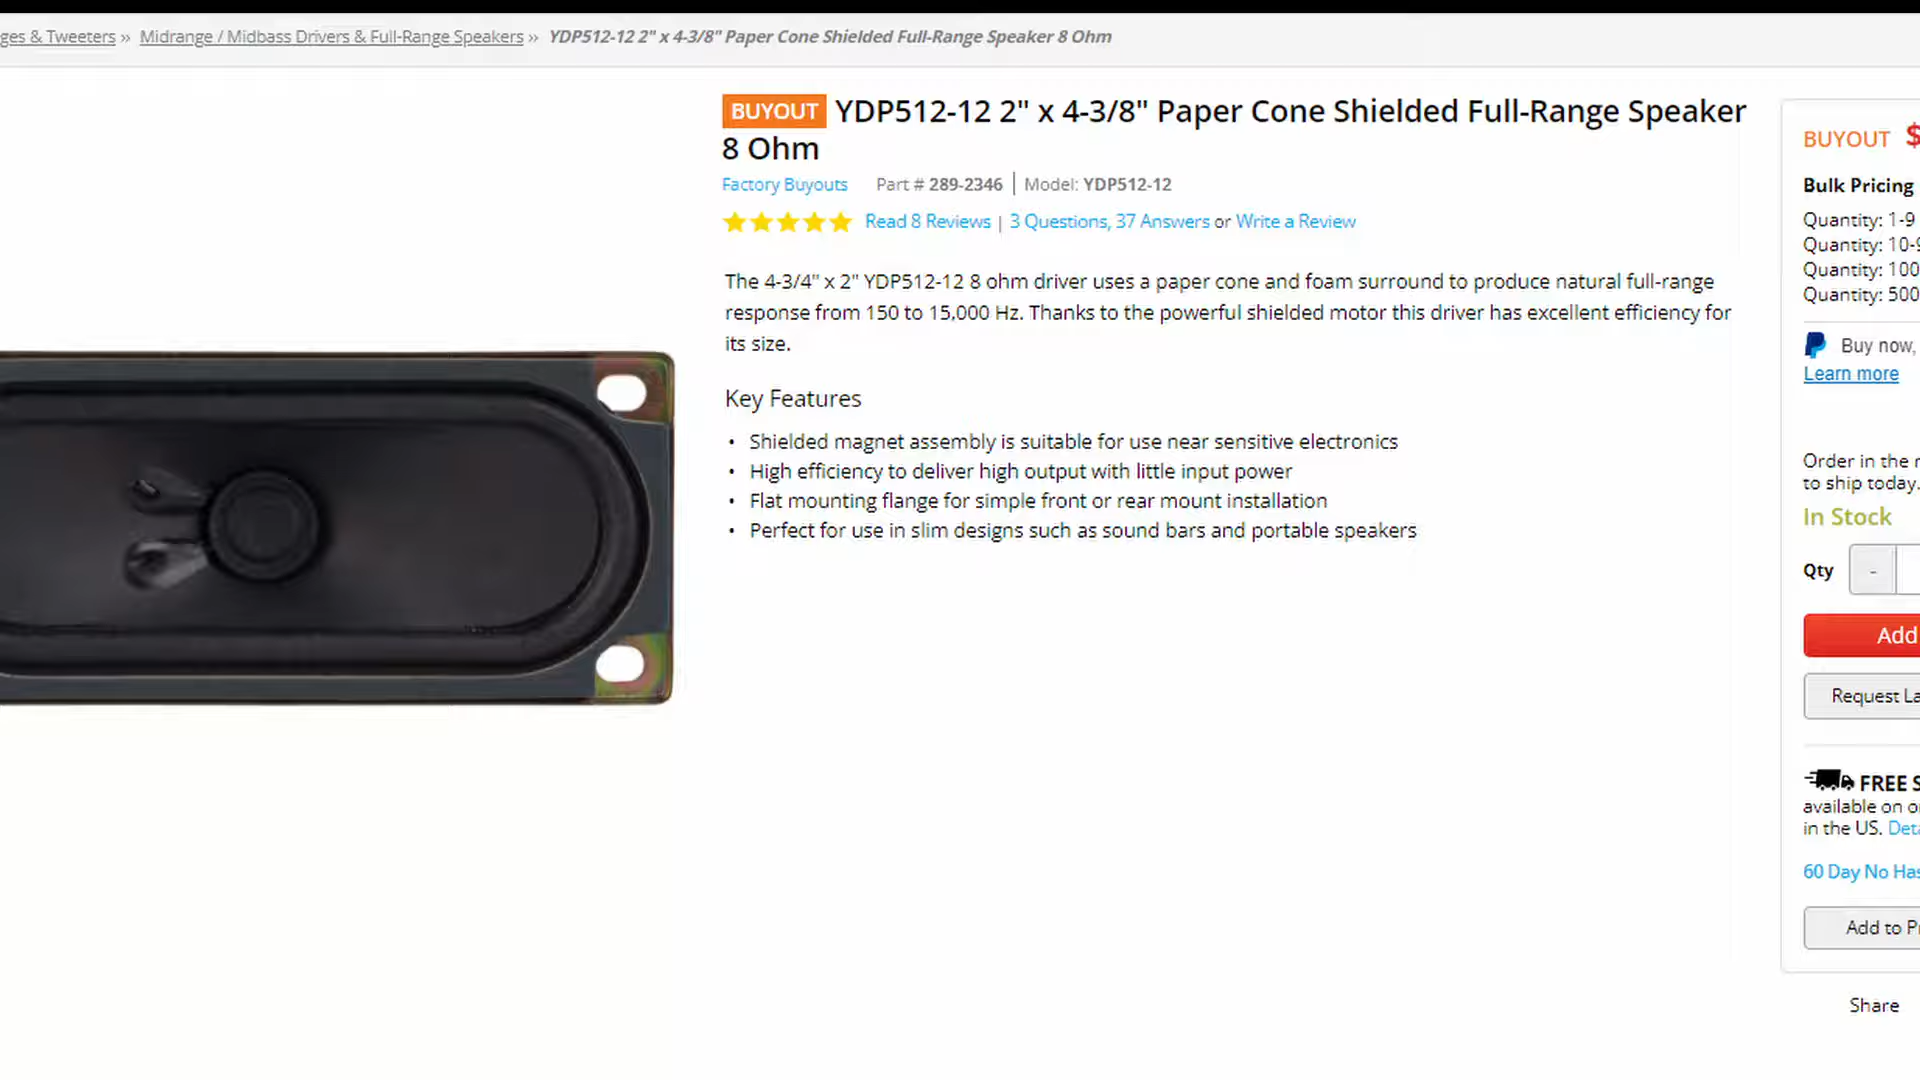 ges & Tweeters » Midrange / Midbass Drivers & Full-Range Speakers » YDP512-12 2" x 4-3/8" Paper Cone Shielded Full-Range Speaker 8 Ohm
BUYOUT YDP512-12 2" x 4-3/8" Paper Cone Shielded Full-Range Speaker
8 Ohm
Factory Buyouts Part # 289-2346 | Model: YDP512-12
Read 8 Reviews | 3 Questions, 37 Answers or Write a Review
The 4-3/4" x 2" YDP512-12 8 ohm driver uses a paper cone and foam surround to produce natural full-range
response from 150 to 15,000 Hz. Thanks to the powerful shielded motor this driver has excellent efficiency for
its size.
Key Features
• Shielded magnet assembly is suitable for use near sensitive electronics
• High efficiency to deliver high output with little input power
• Flat mounting flange for simple front or rear mount installation
• Perfect for use in slim designs such as sound bars and portable speakers
BUYOUT $
Bulk Pricing
Quantity: 1-9
Quantity: 10-9
Quantity: 100
Quantity: 500
Buy now,
Learn more
Order in the
to ship today.
In Stock
Qty -
Add
Request La
FREE S
available on o
in the US. Deta
60 Day No Has
Add to P
Share